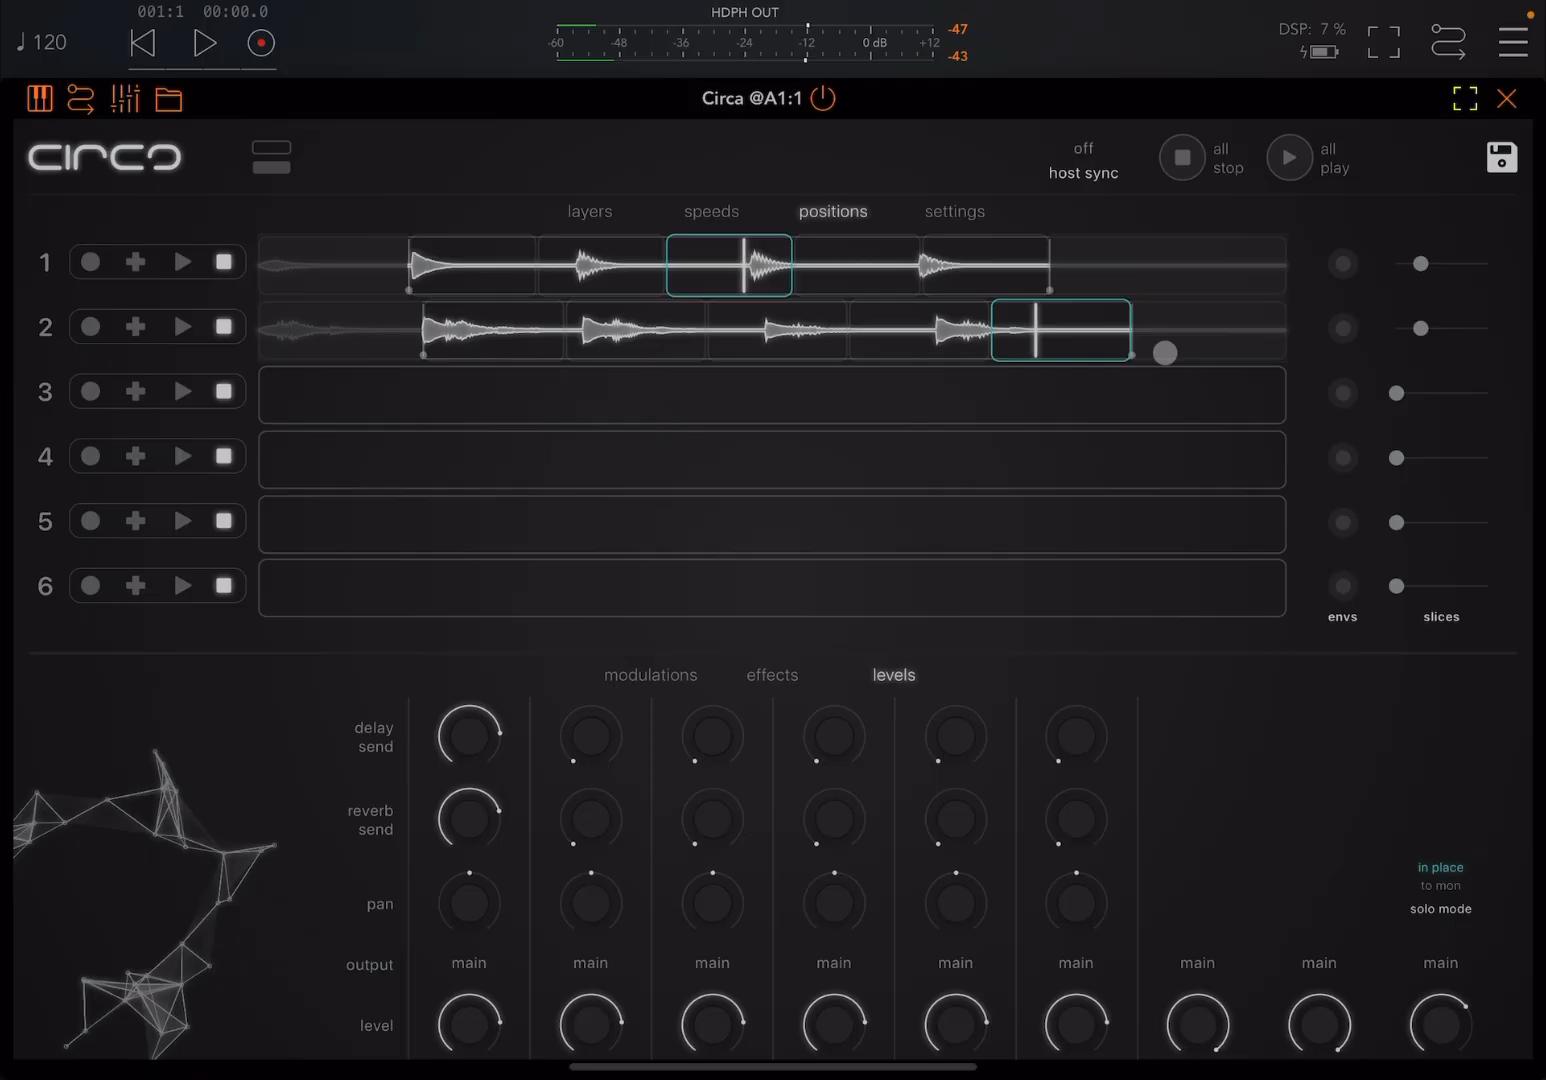 001:1 00:00.0
HDPH OUT
♩ 120
-60 -48 -36 -24 -12 0 dB +12
-47
-43
DSP: 7 %
Circa @A1:1
CIRCA
off
host sync
all
stop
all
play
layers speeds positions settings
1
2
3
4
5
6
envs slices
modulations effects levels
delay
send
reverb
send
pan
in place
to mon
solo mode
output main main main main main main main main main
level